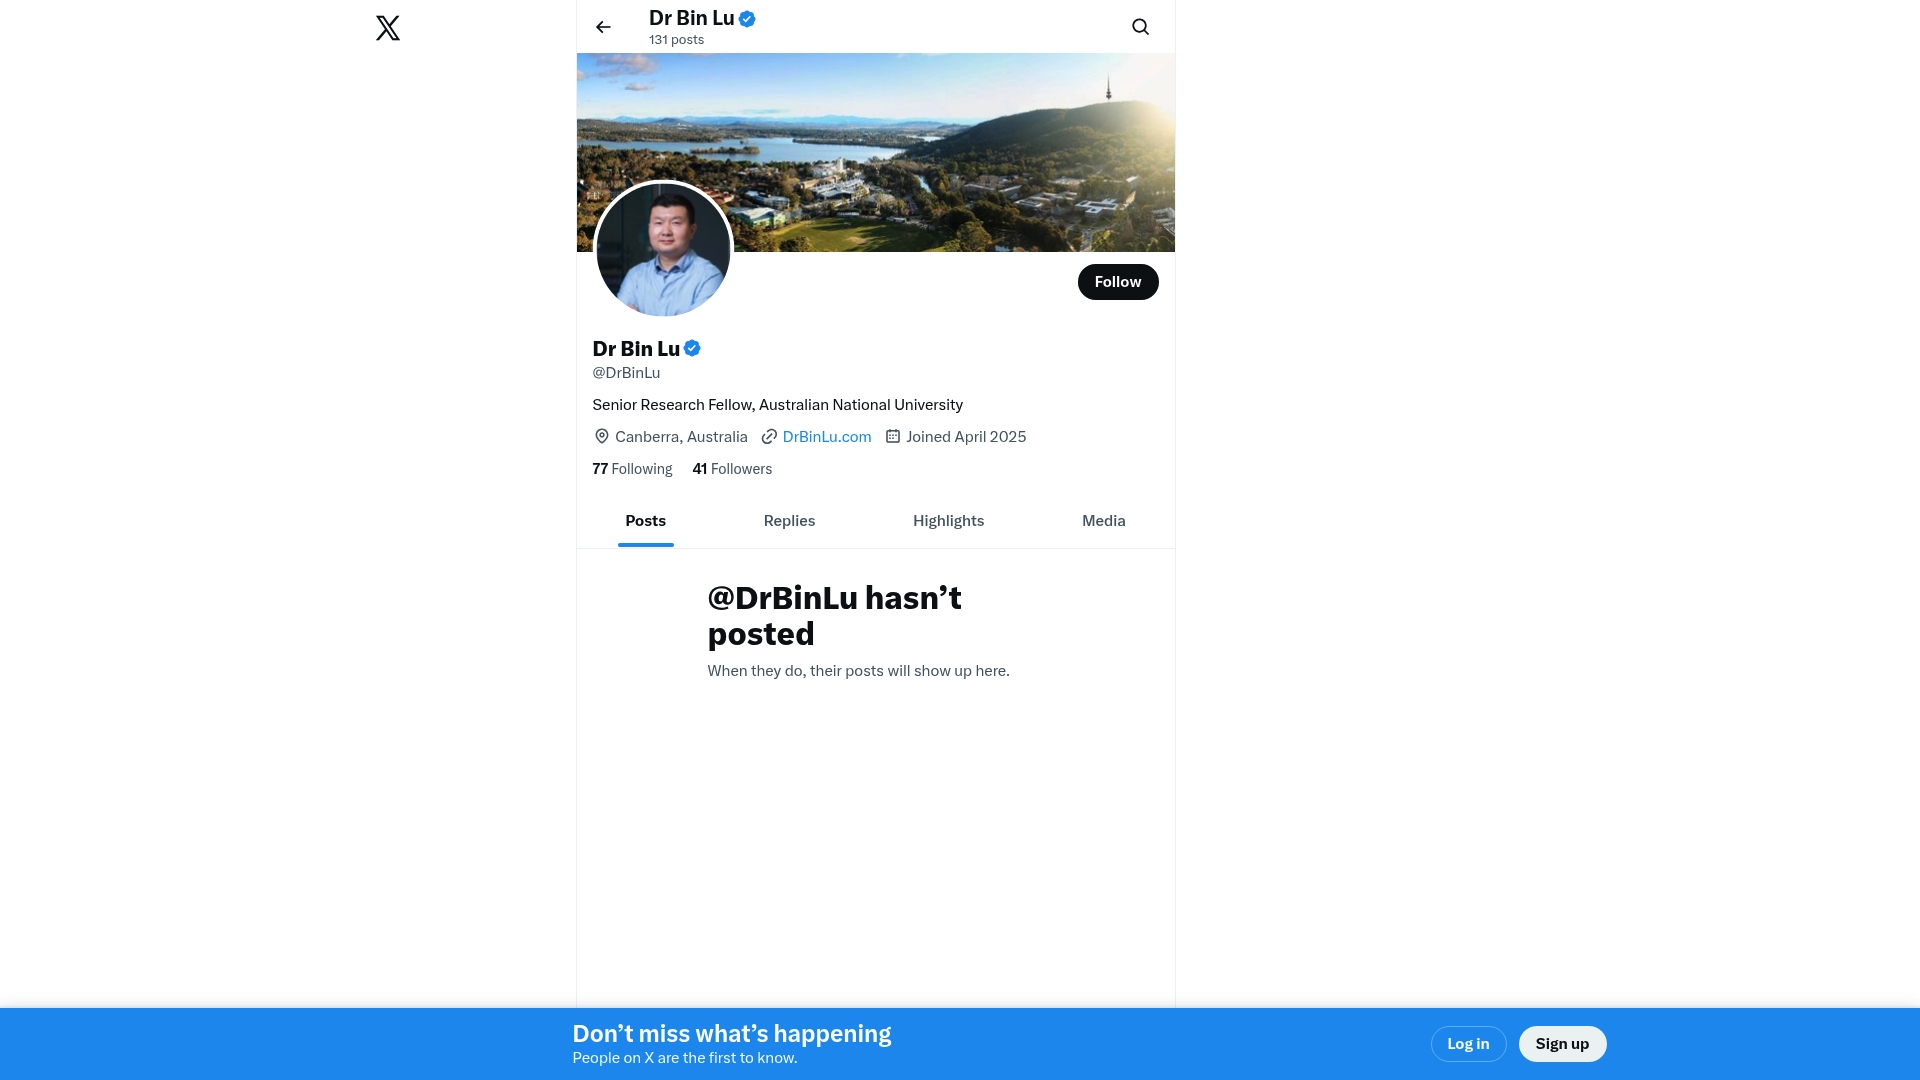 Dr Bin Lu
131 posts
Follow
Dr Bin Lu
@DrBinLu
Senior Research Fellow, Australian National University
Canberra, Australia DrBinLu.com Joined April 2025
77 Following 41 Followers
Posts Replies Highlights Media
@DrBinLu hasn’t
posted
When they do, their posts will show up here.
Don’t miss what’s happening
People on X are the first to know.
Log in Sign up